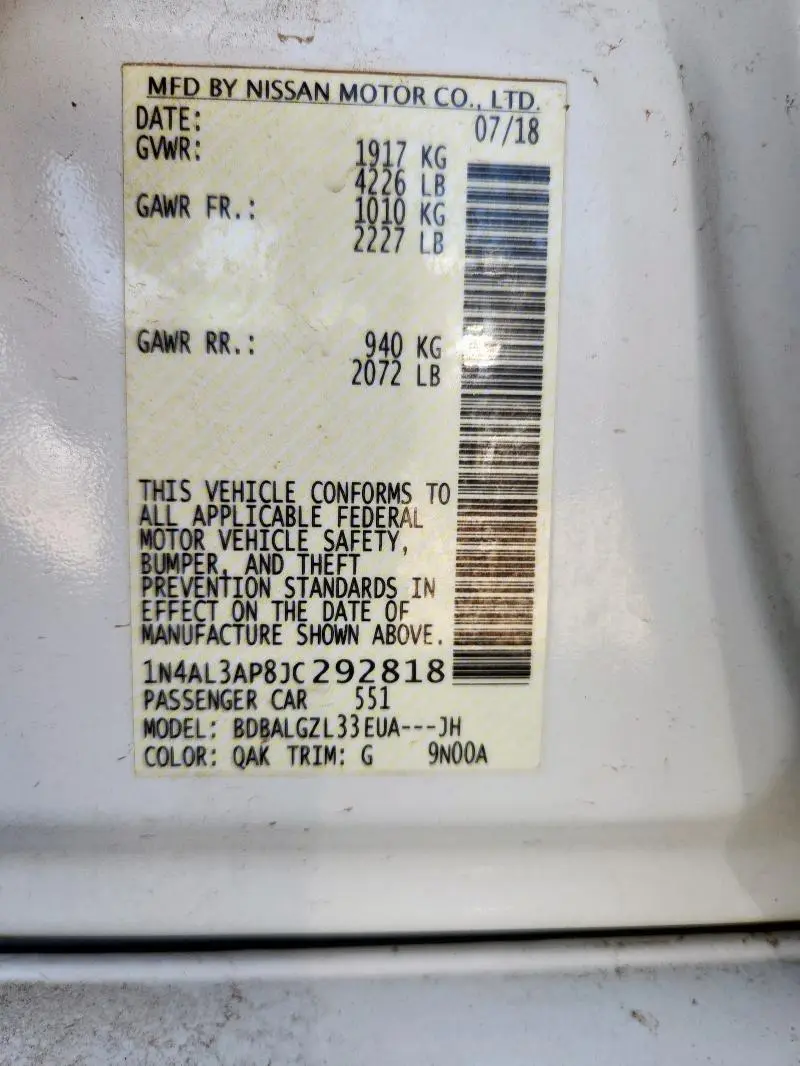 MFD BY NISSAN MOTOR CO., LTD.
DATE: 07/18
GVWR: 1917 KG
4226 LB
GAWR FR.: 1010 KG
2227 LB
GAWR RR.: 940 KG
2072 LB
THIS VEHICLE CONFORMS TO
ALL APPLICABLE FEDERAL
MOTOR VEHICLE SAFETY,
BUMPER, AND THEFT
PREVENTION STANDARDS IN
EFFECT ON THE DATE OF
MANUFACTURE SHOWN ABOVE.
1N4AL3AP8JC292818
PASSENGER CAR 551
MODEL: BDBALGZL33EUA---JH
COLOR: QAK TRIM: G 9N00A